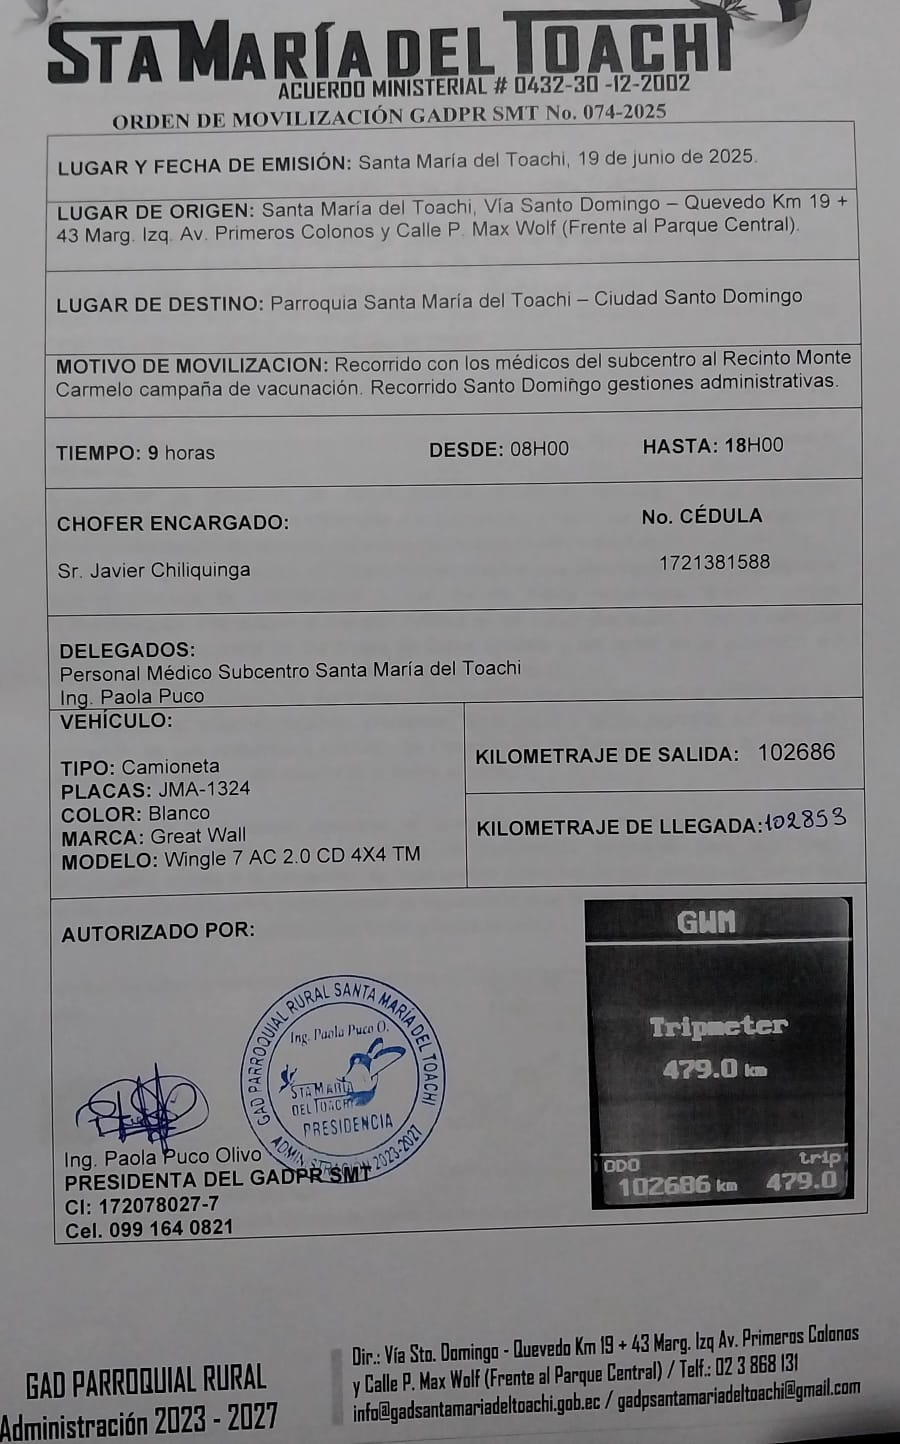 STA MARÍA DEL TOACHI
ACUERDO MINISTERIAL # 0432-30 -12-2002
ORDEN DE MOVILIZACIÓN GADPR SMT No. 074-2025
LUGAR Y FECHA DE EMISIÓN: Santa María del Toachi, 19 de junio de 2025.
LUGAR DE ORIGEN: Santa María del Toachi, Vía Santo Domingo – Quevedo Km 19 +
43 Marg. Izq. Av. Primeros Colonos y Calle P. Max Wolf (Frente al Parque Central).
LUGAR DE DESTINO: Parroquia Santa María del Toachi – Ciudad Santo Domingo
MOTIVO DE MOVILIZACION: Recorrido con los médicos del subcentro al Recinto Monte
Carmelo campaña de vacunación. Recorrido Santo Domingo gestiones administrativas.
TIEMPO: 9 horas DESDE: 08H00 HASTA: 18H00
CHOFER ENCARGADO: No. CÉDULA
Sr. Javier Chiliquinga 1721381588
DELEGADOS:
Personal Médico Subcentro Santa María del Toachi
Ing. Paola Puco
VEHÍCULO:
TIPO: Camioneta
PLACAS: JMA-1324
COLOR: Blanco
MARCA: Great Wall
MODELO: Wingle 7 AC 2.0 CD 4X4 TM
KILOMETRAJE DE SALIDA: 102686
KILOMETRAJE DE LLEGADA: 102853
AUTORIZADO POR:
GAD PARROQUIAL RURAL SANTA MARÍA DEL TOACHI
Ing. Paola Puco O.
STA MARÍA
DEL TOACHI
PRESIDENCIA
ADMINISTRACIÓN 2023-2027
Ing. Paola Puco Olivo
PRESIDENTA DEL GADPR SMT
CI: 172078027-7
Cel. 099 164 0821
GWM
Tripmeter
479.0 km
ODO trip
102686 km 479.0
GAD PARROQUIAL RURAL
Administración 2023 - 2027
Dir.: Vía Sto. Domingo - Quevedo Km 19 + 43 Marg. Izq Av. Primeros Colonos
y Calle P. Max Wolf (Frente al Parque Central) / Telf.: 02 3 868 131
info@gadsantamariadeltoachi.gob.ec / gadpsantamariadeltoachi@gmail.com